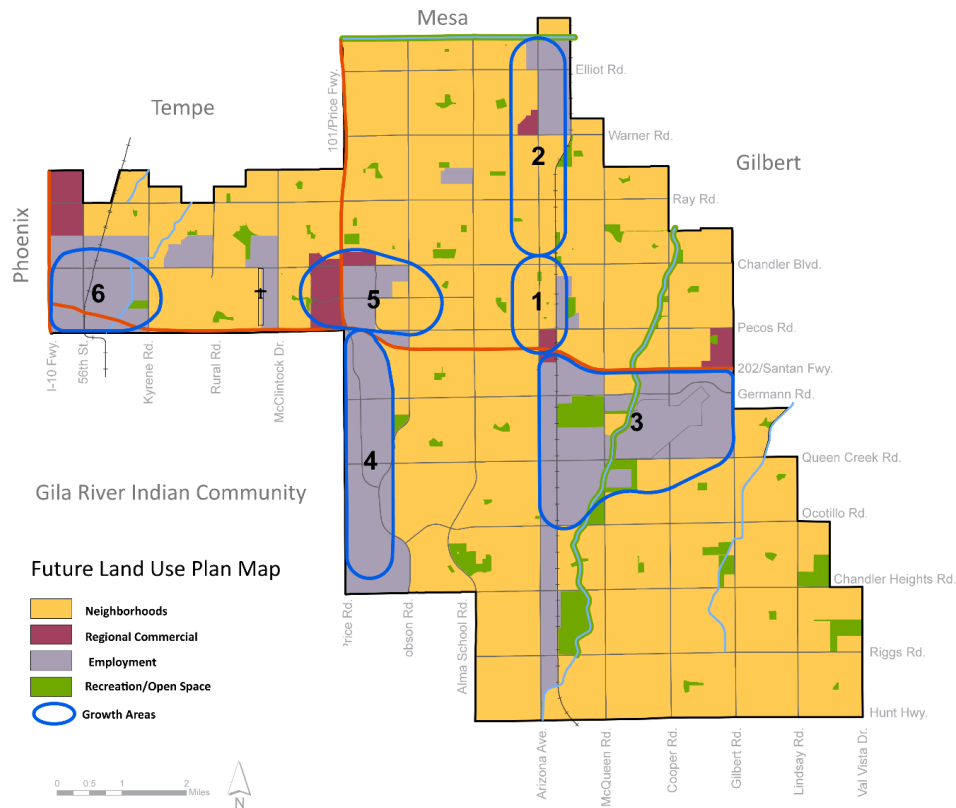 Mesa
Elliot Rd.
Tempe
101/Price Fwy.
Warner Rd.
2
Gilbert
Ray Rd.
Phoenix
Chandler Blvd.
6
5
1
Pecos Rd.
I-10 Fwy.
56th St.
Kyrene Rd.
Rural Rd.
McClintock Dr.
202/Santan Fwy.
Germann Rd.
3
4
Queen Creek Rd.
Gila River Indian Community
Ocotillo Rd.
Future Land Use Plan Map
Chandler Heights Rd.
Neighborhoods
Regional Commercial
Employment
Recreation/Open Space
Growth Areas
Price Rd.
obson Rd.
Alma School Rd.
Riggs Rd.
Hunt Hwy.
Arizona Ave.
McQueen Rd.
Cooper Rd.
Gilbert Rd.
Lindsay Rd.
Val Vista Dr.
0 0.5 1 2
Miles
N